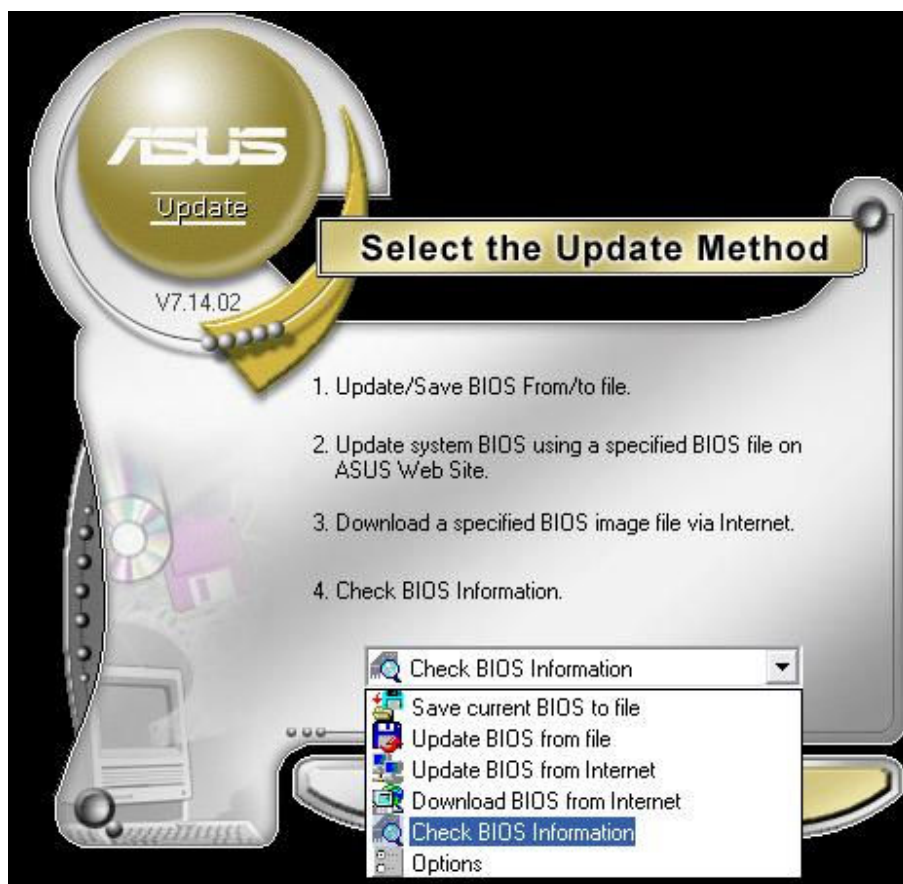 ASUS
Update
Select the Update Method
V7.14.02
1. Update/Save BIOS From/to file.
2. Update system BIOS using a specified BIOS file on
ASUS Web Site.
3. Download a specified BIOS image file via Internet.
4. Check BIOS Information.
Check BIOS Information
Save current BIOS to file
Update BIOS from file
Update BIOS from Internet
Download BIOS from Internet
Check BIOS Information
Options